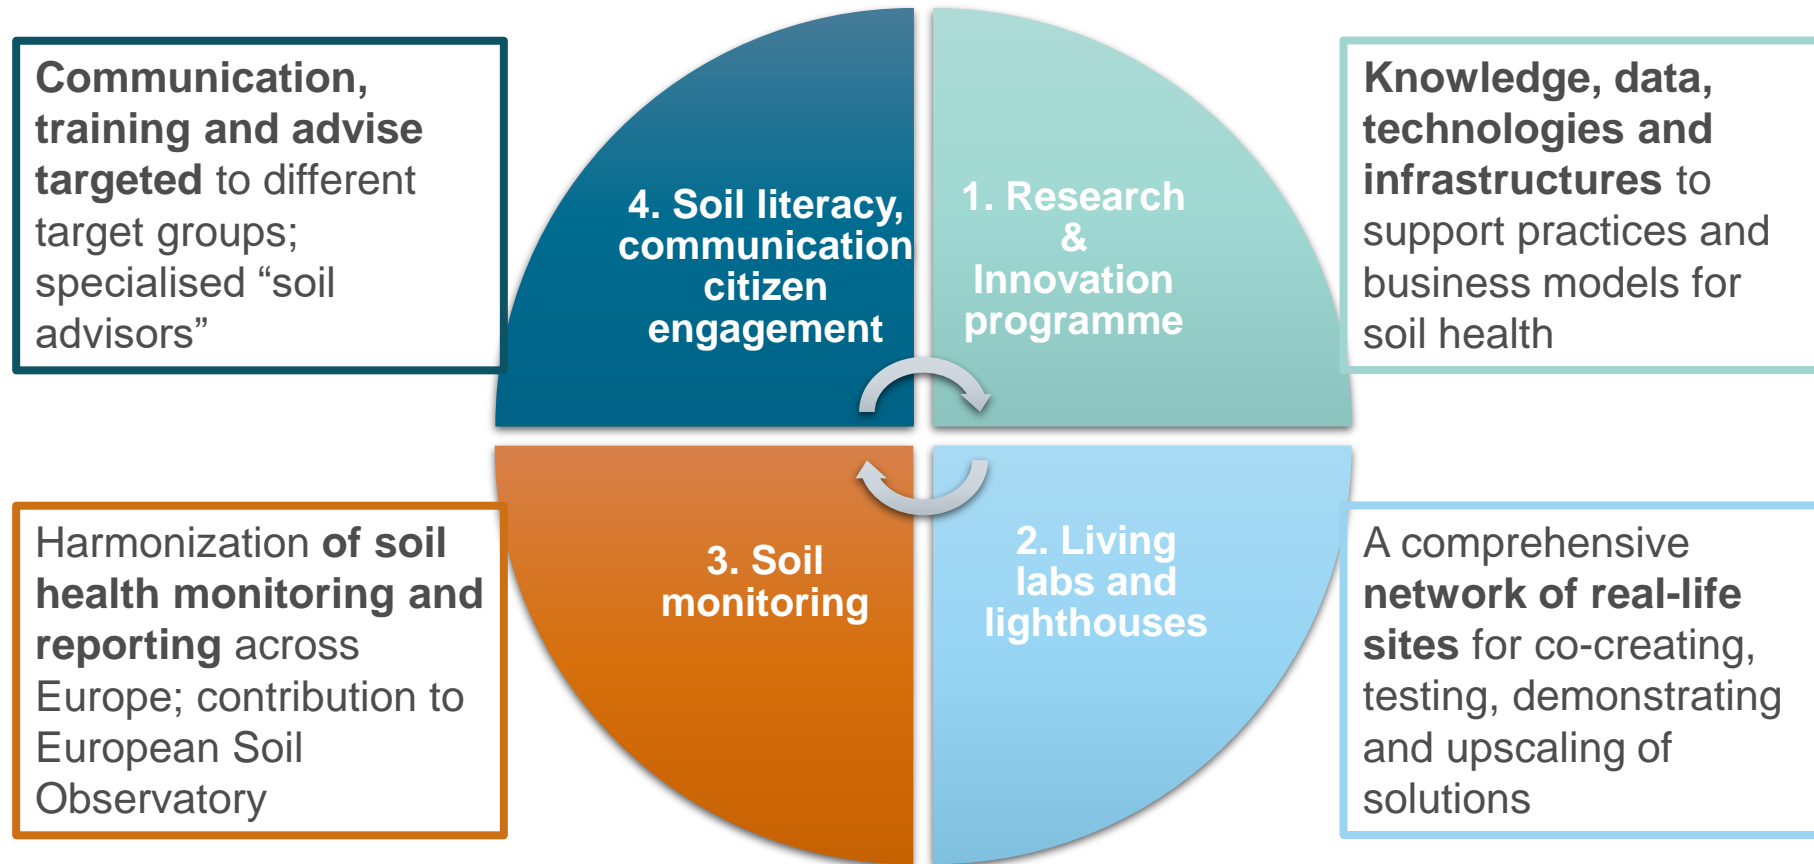 Communication,
training and advise
targeted to different
target groups;
specialised “soil
advisors”
4. Soil literacy,
communication
citizen
engagement
1. Research
&
Innovation
programme
Knowledge, data,
technologies and
infrastructures to
support practices and
business models for
soil health
Harmonization of soil
health monitoring and
reporting across
Europe; contribution to
European Soil
Observatory
3. Soil
monitoring
2. Living
labs and
lighthouses
A comprehensive
network of real-life
sites for co-creating,
testing, demonstrating
and upscaling of
solutions